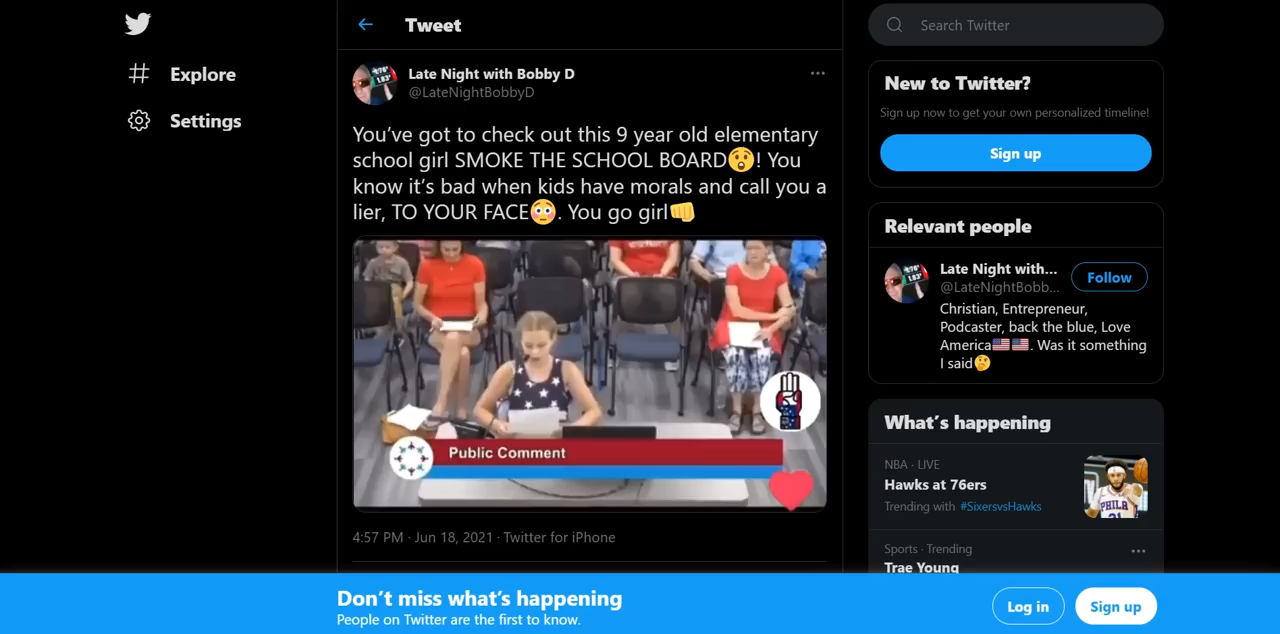 Explore
Settings
Tweet
Late Night with Bobby D
@LateNightBobbyD
You’ve got to check out this 9 year old elementary
school girl SMOKE THE SCHOOL BOARD😲! You
know it’s bad when kids have morals and call you a
lier, TO YOUR FACE😳. You go girl👊
Public Comment
4:57 PM · Jun 18, 2021 · Twitter for iPhone
Search Twitter
New to Twitter?
Sign up now to get your own personalized timeline!
Sign up
Relevant people
Late Night with...
@LateNightBobb...
Follow
Christian, Entrepreneur,
Podcaster, back the blue, Love
America🇺🇸🇺🇸. Was it something
I said🤔
What’s happening
NBA · LIVE
Hawks at 76ers
Trending with #SixersvsHawks
PHILA
Sports · Trending
Trae Young
Don’t miss what’s happening
People on Twitter are the first to know.
Log in
Sign up